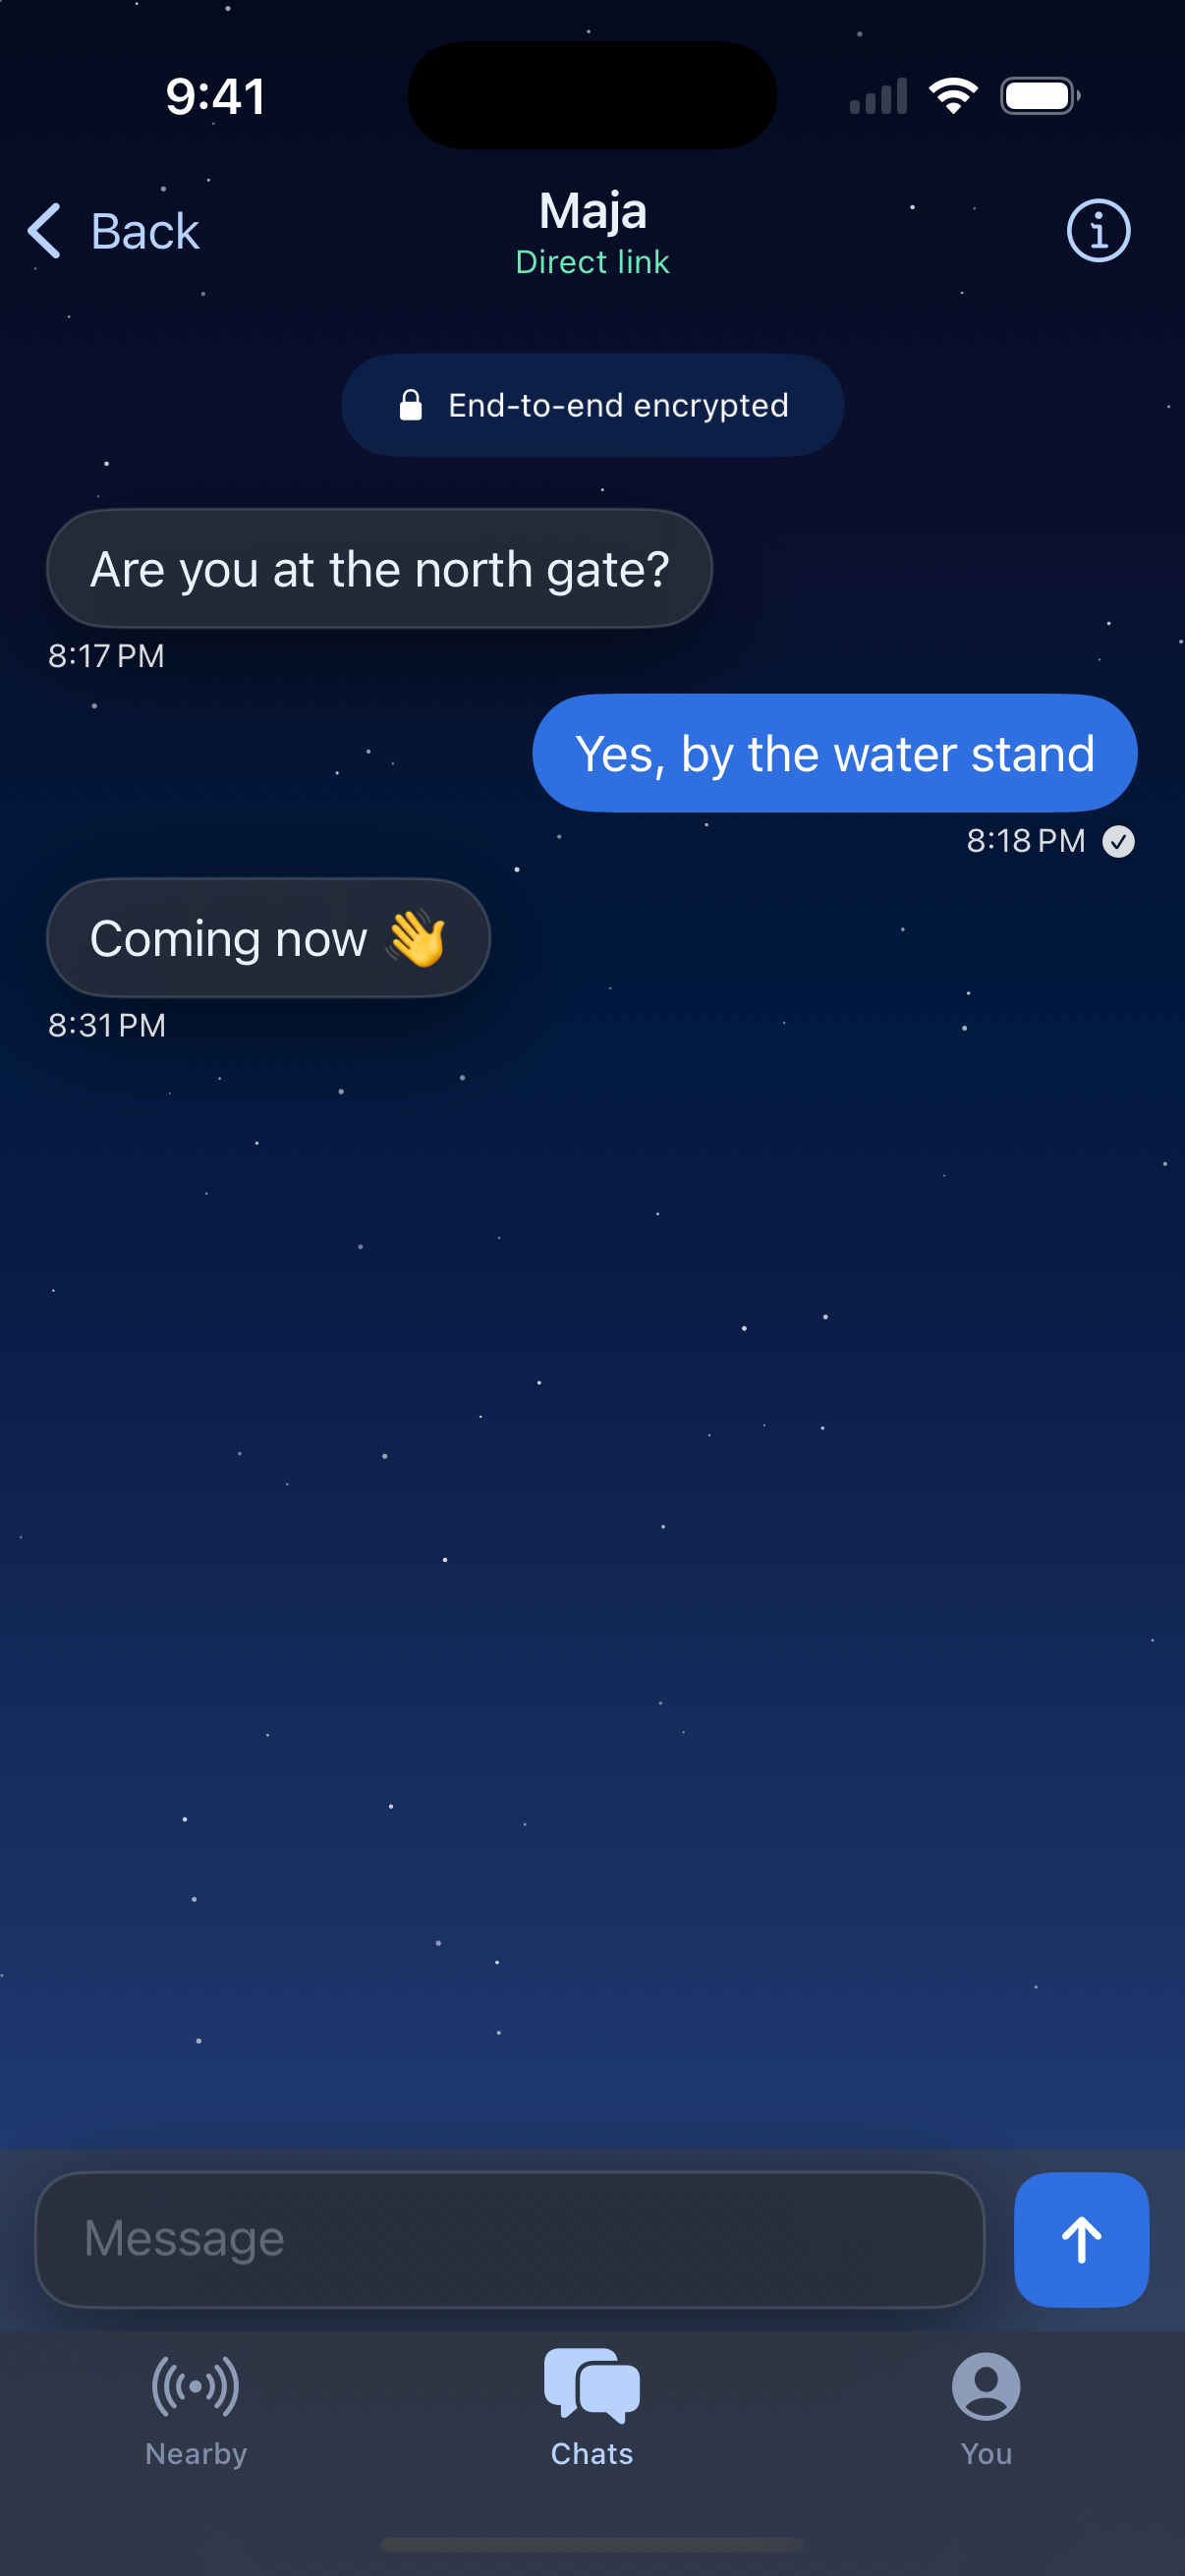 9:41
Back
Maja
Direct link
End-to-end encrypted
Are you at the north gate?
8:17 PM
Yes, by the water stand
8:18 PM
Coming now 👋
8:31 PM
Message
Nearby
Chats
You